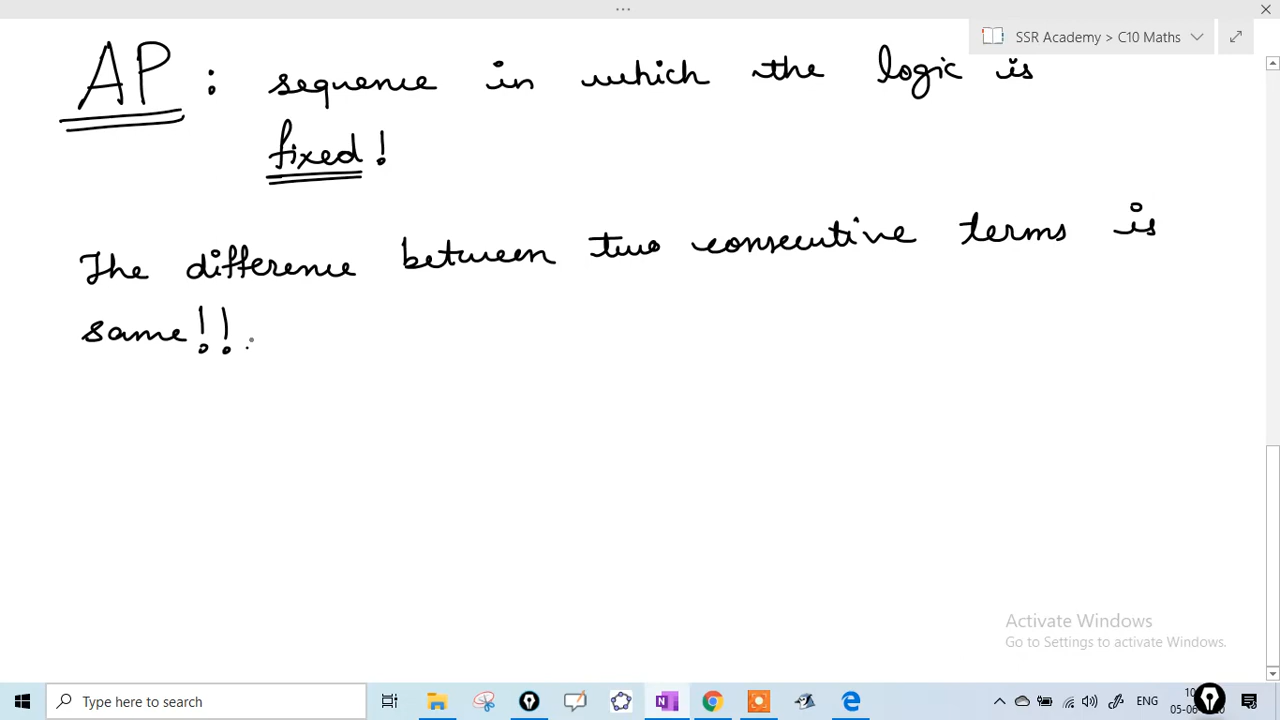 SSR Academy > C10 Maths
AP : sequence in which the logic is
fixed!
The difference between two consecutive terms is
same!!
Activate Windows
Go to Settings to activate Windows.
Type here to search
ENG